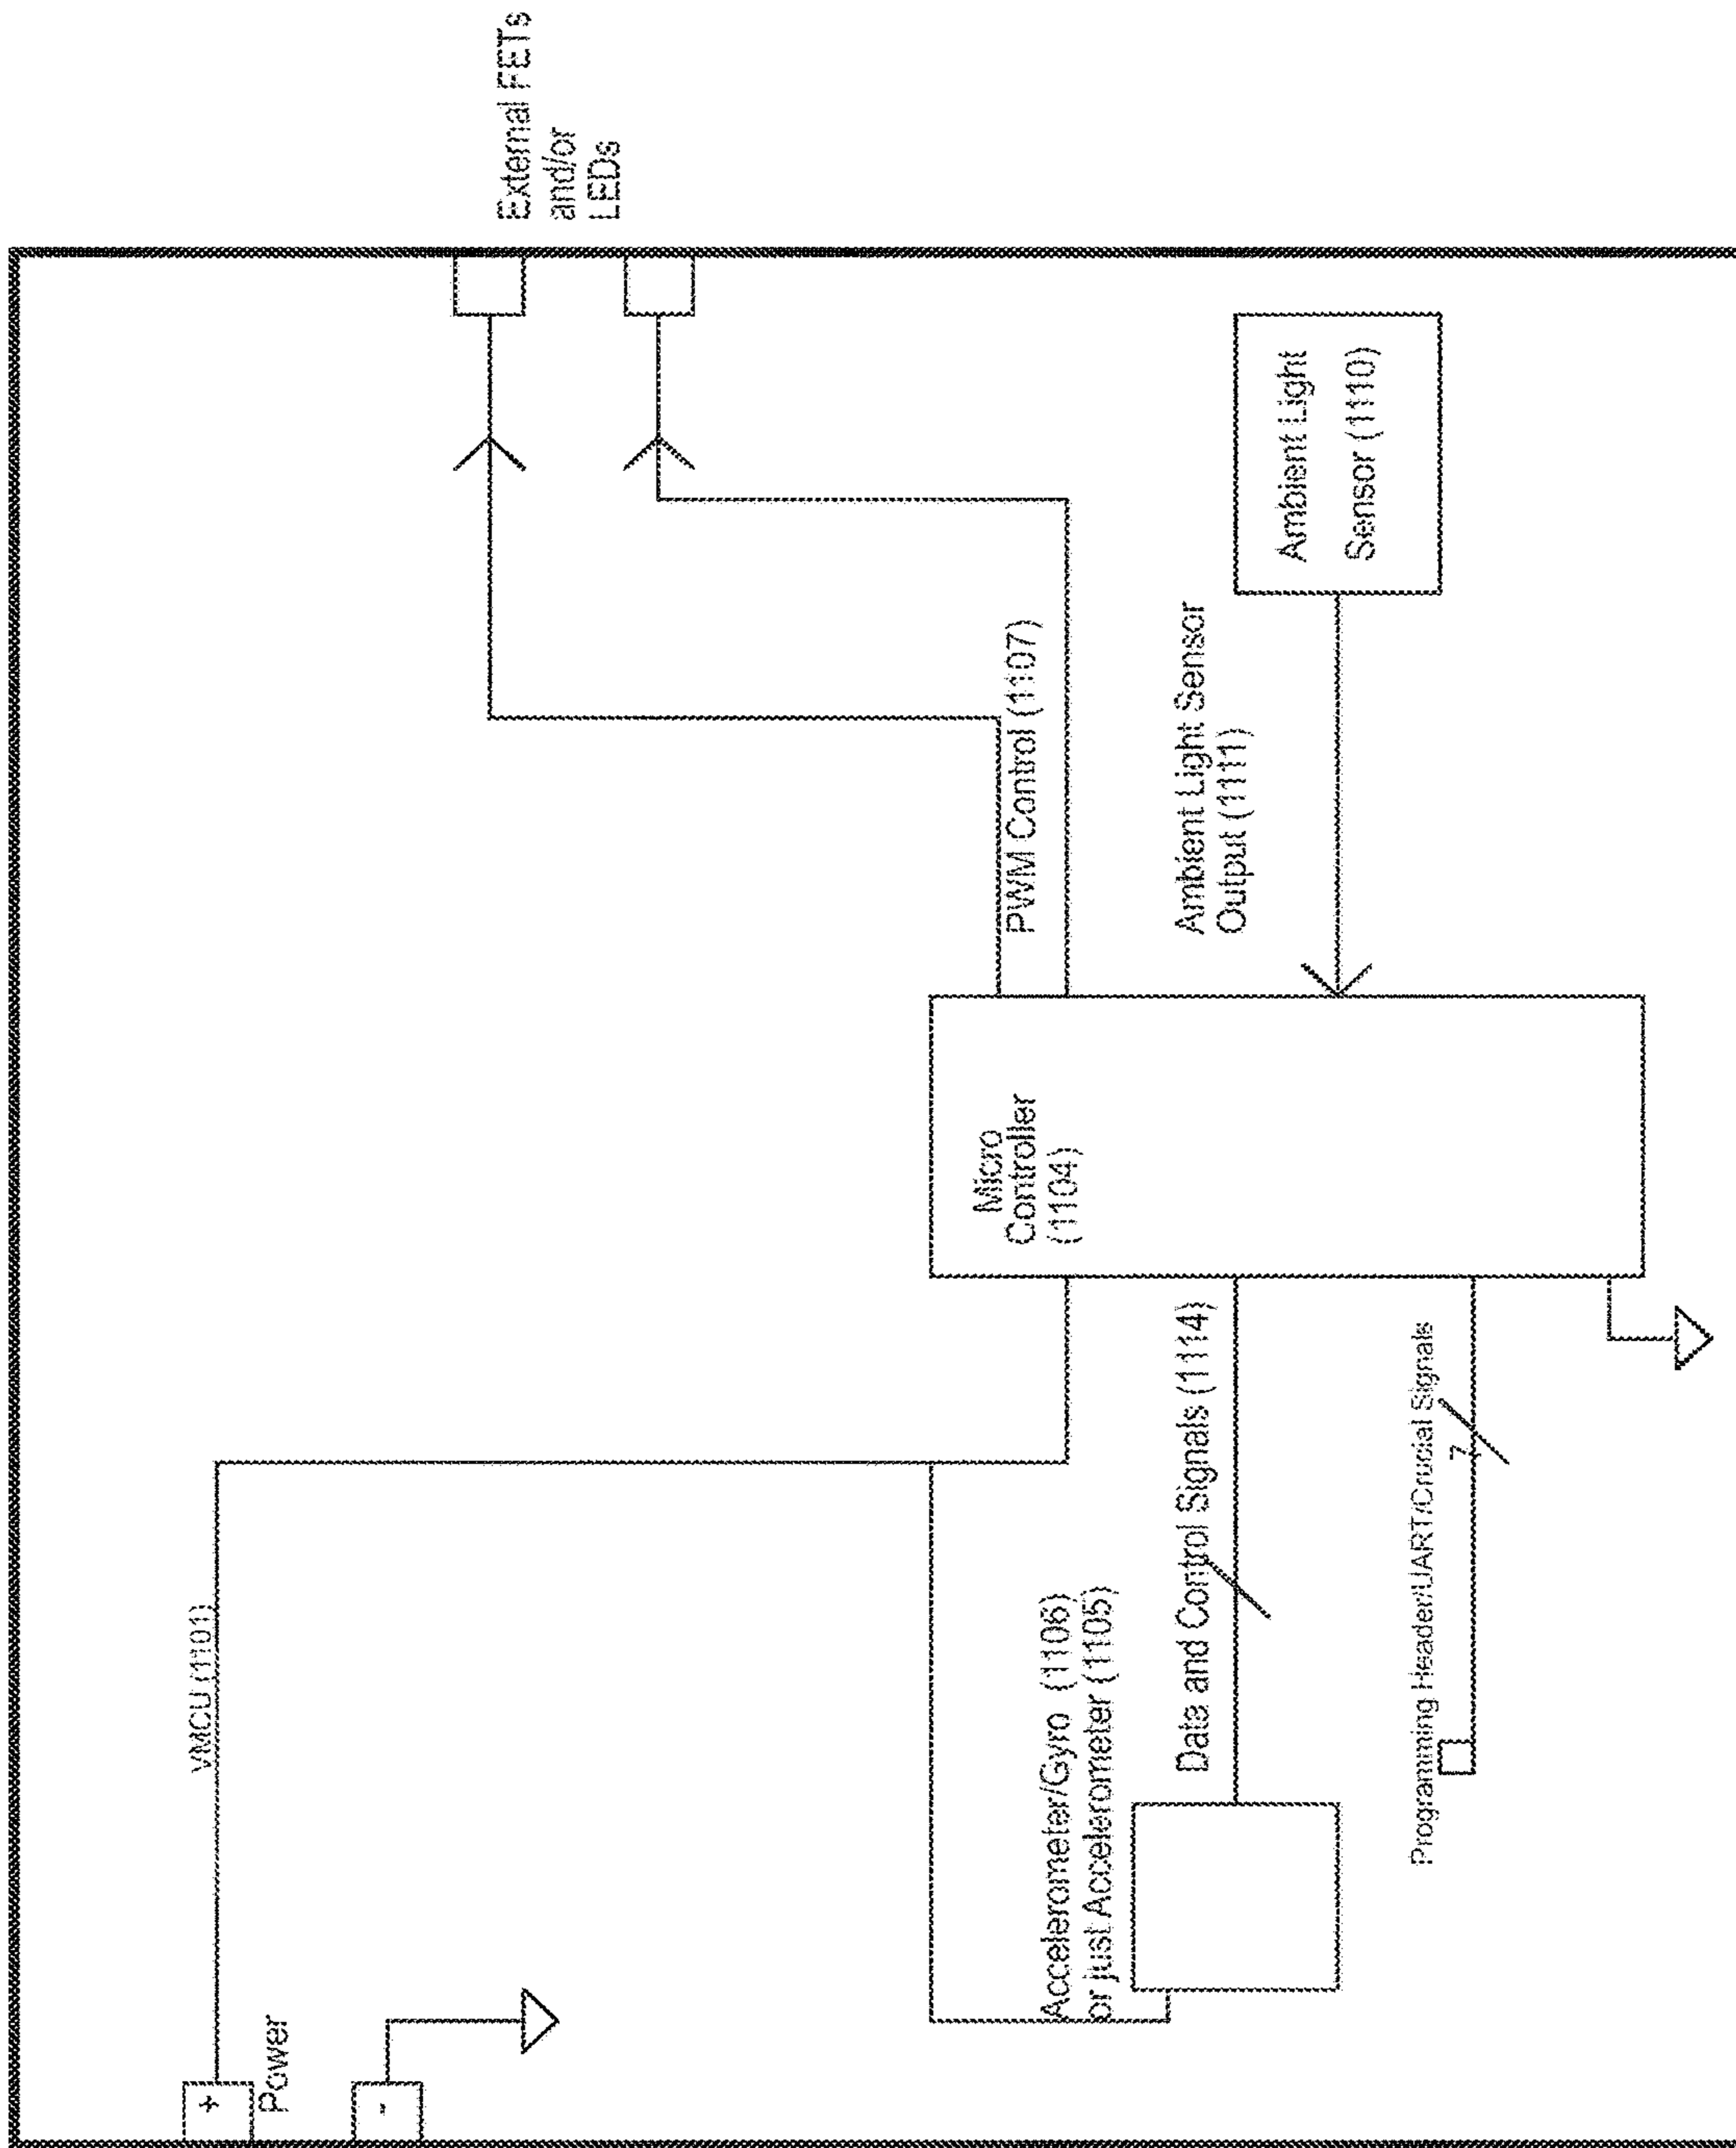 +
Power
-
VMCU (1101)
External FETs
and/or
LEDs
Micro
Controller
(1104)
PWM Control (1107)
Ambient Light Sensor
Output (1111)
Ambient Light
Sensor (1110)
Accelerometer/Gyro (1106)
or just Accelerometer (1105)
Data and Control Signals (1114)
Programming Header/UART/Crucial Signals
7